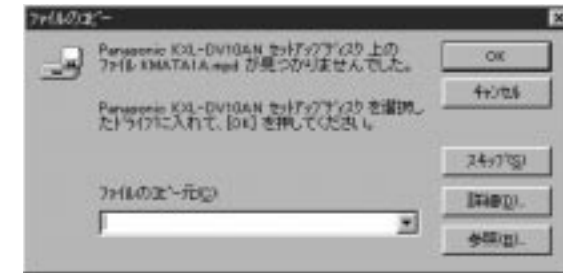 ファイルのコピー
Panasonic KXL-DV10AN セットアップディスク 上の
ファイル KMATA1A.mpd が見つかりませんでした。
Panasonic KXL-DV10AN セットアップディスク を選択し
たドライブに入れて、[OK] を押してください。
ファイルのコピー元(C)
OK
キャンセル
スキップ(S)
詳細(D)..
参照(B)..